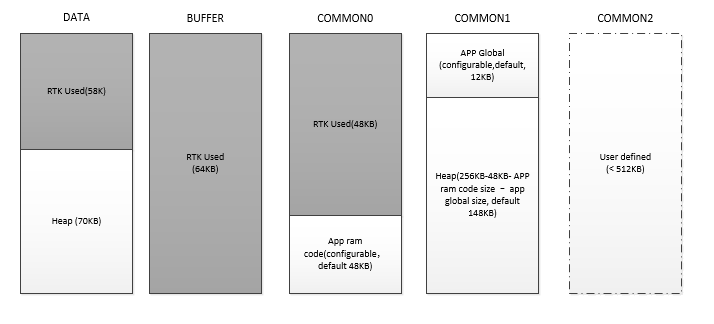 DATA
BUFFER
COMMON0
COMMON1
COMMON2
RTK Used(58K)
Heap (70KB)
RTK Used
(64KB)
RTK Used(48KB)
App ram
code(configurable，
default 48KB)
APP Global
(configurable,default,
12KB)
Heap(256KB-48KB- APP
ram code size － app
global size, default
148KB)
User defined
(< 512KB)